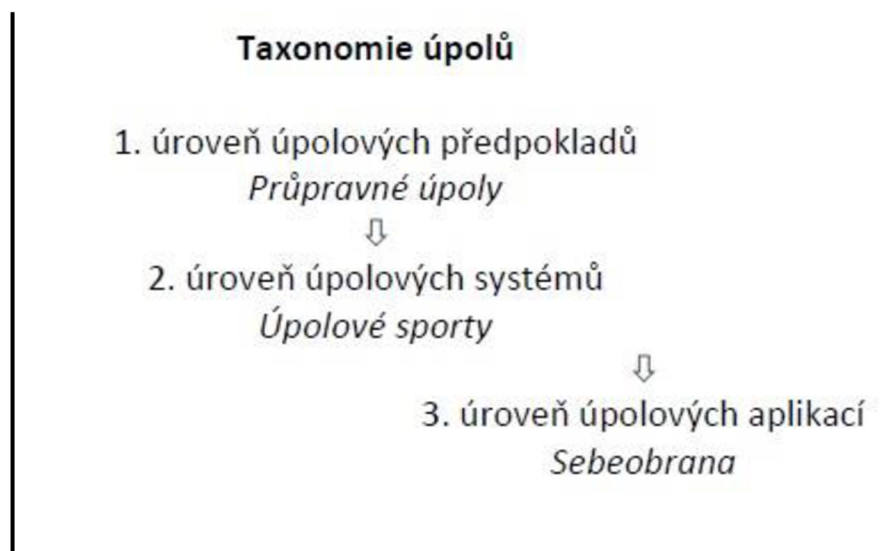 Taxonomie úpolů
1. úroveň úpolových předpokladů
Průpravné úpoly
⇩
2. úroveň úpolových systémů
Úpolové sporty
⇩
3. úroveň úpolových aplikací
Sebeobrana